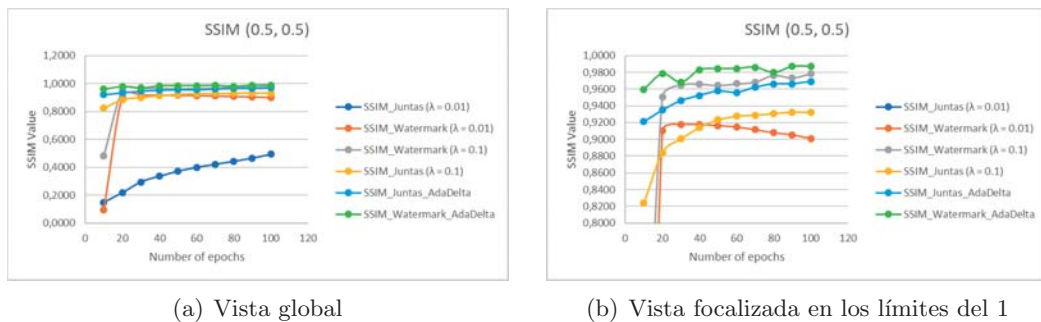 SSIM (0.5, 0.5)
1,2000
1,0000
0,8000
0,6000
0,4000
0,2000
0,0000
SSIM Value
0 20 40 60 80 100 120
Number of epochs
SSIM_Juntas (λ = 0.01)
SSIM_Watermark (λ = 0.01)
SSIM_Watermark (λ = 0.1)
SSIM_Juntas (λ = 0.1)
SSIM_Juntas_AdaDelta
SSIM_Watermark_AdaDelta
(a) Vista global
SSIM (0.5, 0.5)
1,0000
0,9800
0,9600
0,9400
0,9200
0,9000
0,8800
0,8600
0,8400
0,8200
0,8000
SSIM Value
0 20 40 60 80 100 120
Number of epochs
SSIM_Juntas (λ = 0.01)
SSIM_Watermark (λ = 0.01)
SSIM_Watermark (λ = 0.1)
SSIM_Juntas (λ = 0.1)
SSIM_Juntas_AdaDelta
SSIM_Watermark_AdaDelta
(b) Vista focalizada en los límites del 1